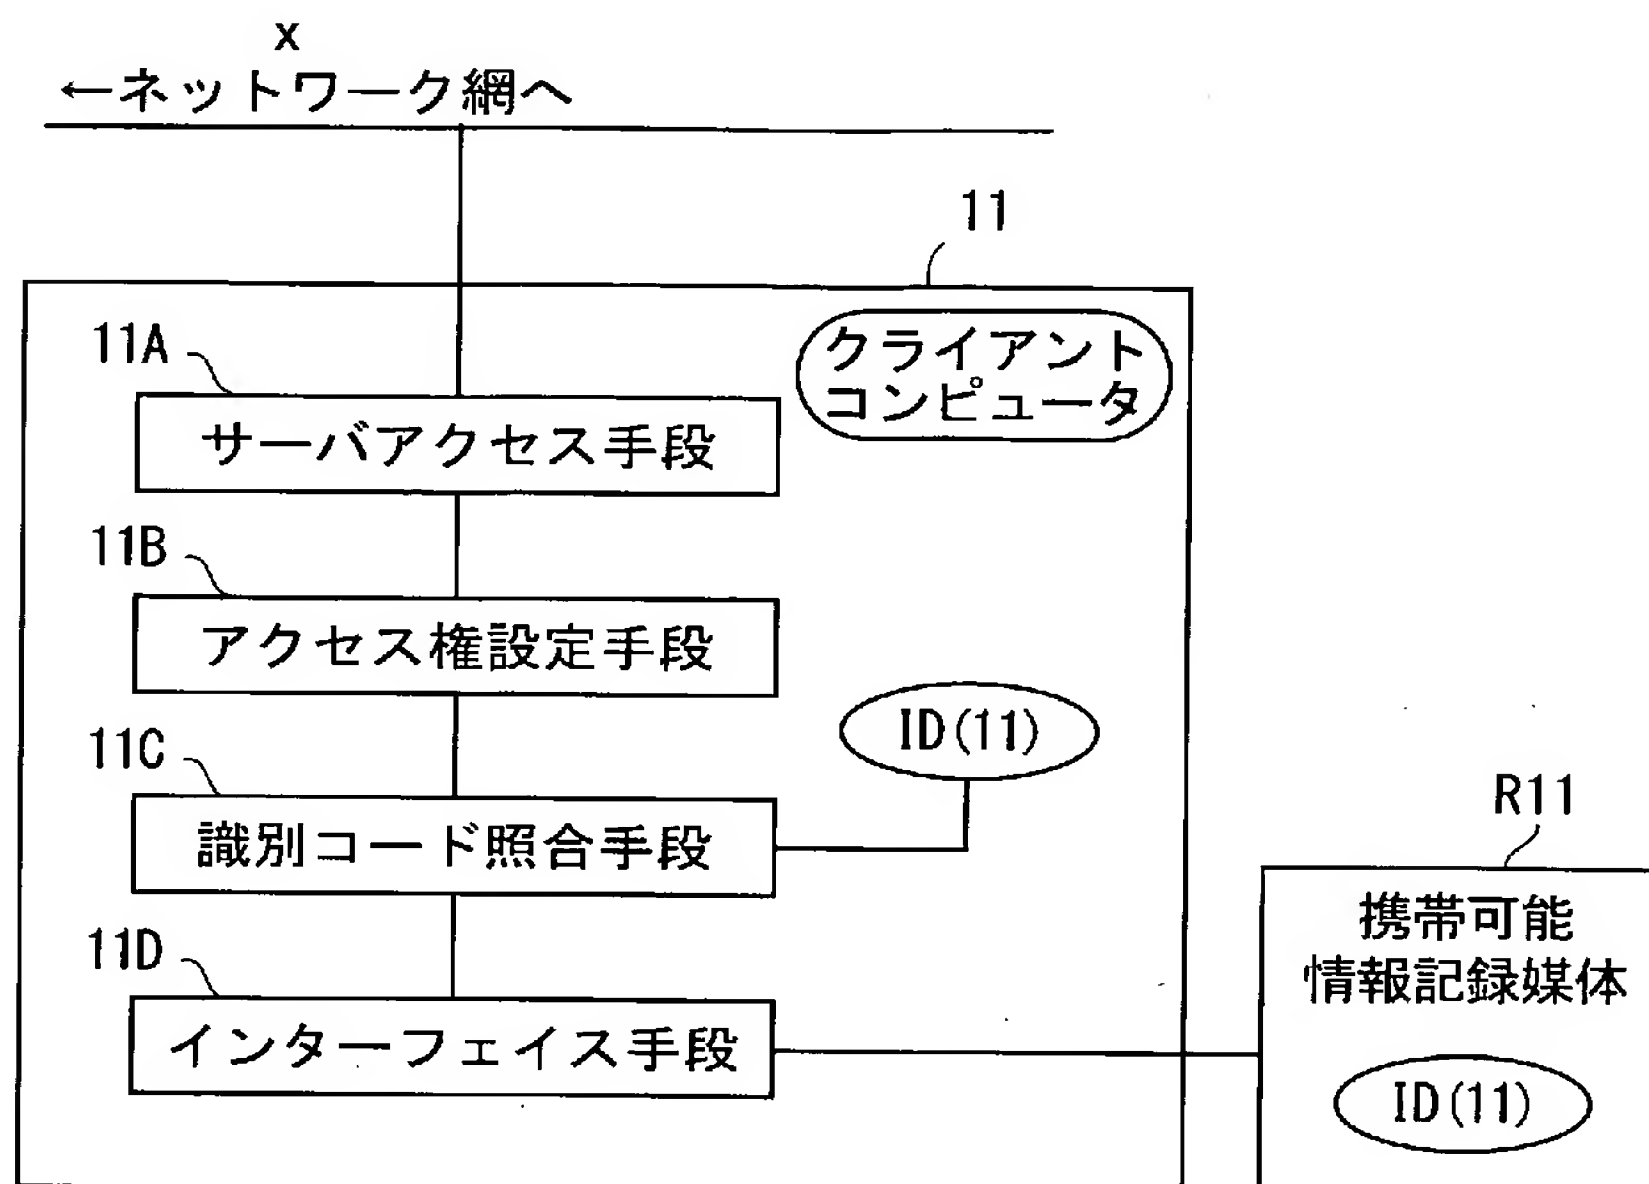 x
←ネットワーク網へ
11
クライアント
コンピュータ
11A
サーバアクセス手段
11B
アクセス権設定手段
ID(11)
11C
識別コード照合手段
R11
携帯可能
情報記録媒体
11D
インターフェイス手段
ID(11)